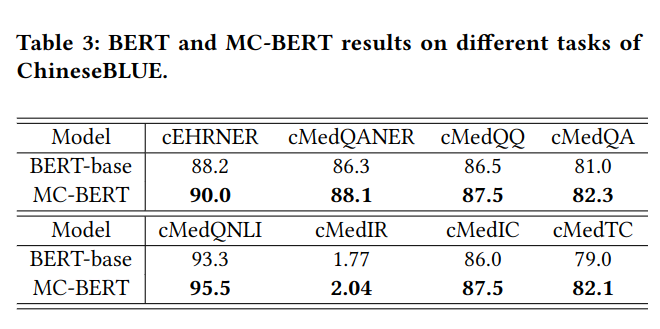 Table 3: BERT and MC-BERT results on different tasks of
ChineseBLUE.
Model cEHRNER cMedQANER cMedQQ cMedQA
BERT-base 88.2 86.3 86.5 81.0
MC-BERT 90.0 88.1 87.5 82.3
Model cMedQNLI cMedIR cMedIC cMedTC
BERT-base 93.3 1.77 86.0 79.0
MC-BERT 95.5 2.04 87.5 82.1